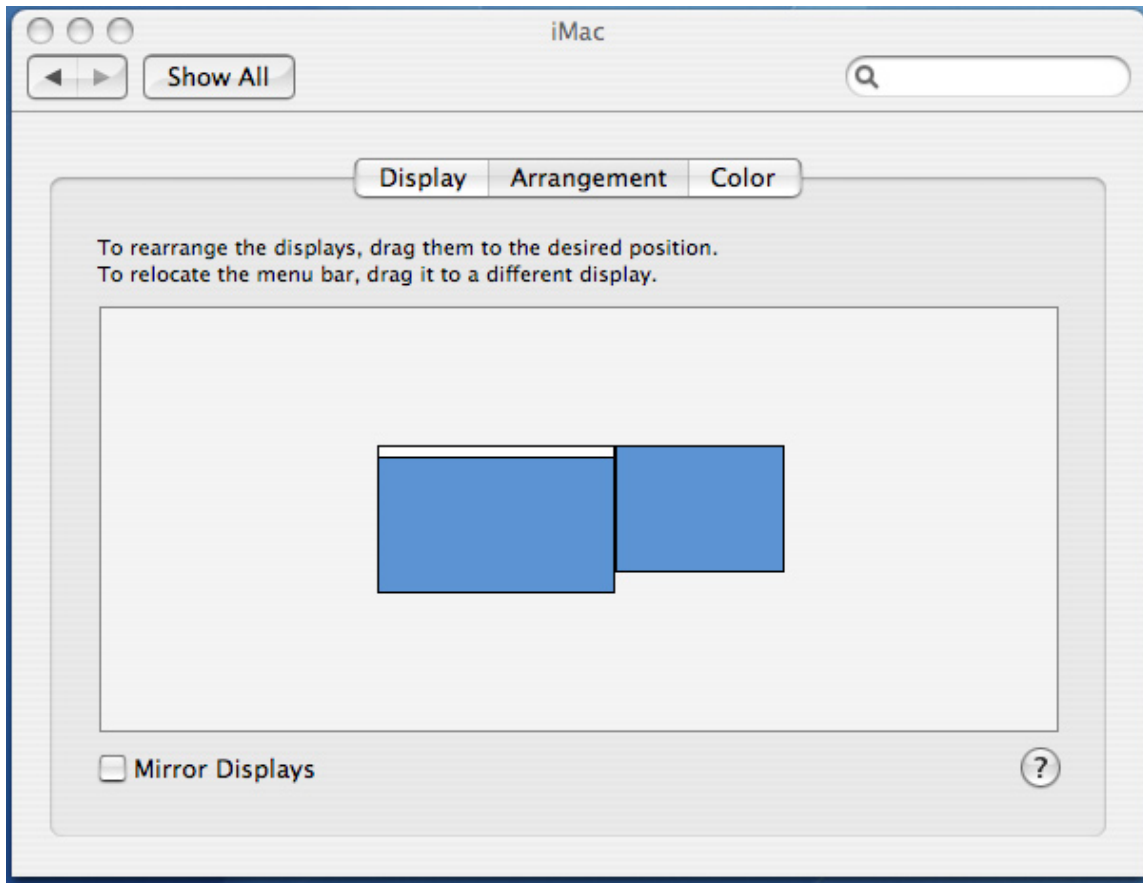 iMac
Show All
Display Arrangement Color
To rearrange the displays, drag them to the desired position.
To relocate the menu bar, drag it to a different display.
Mirror Displays
?